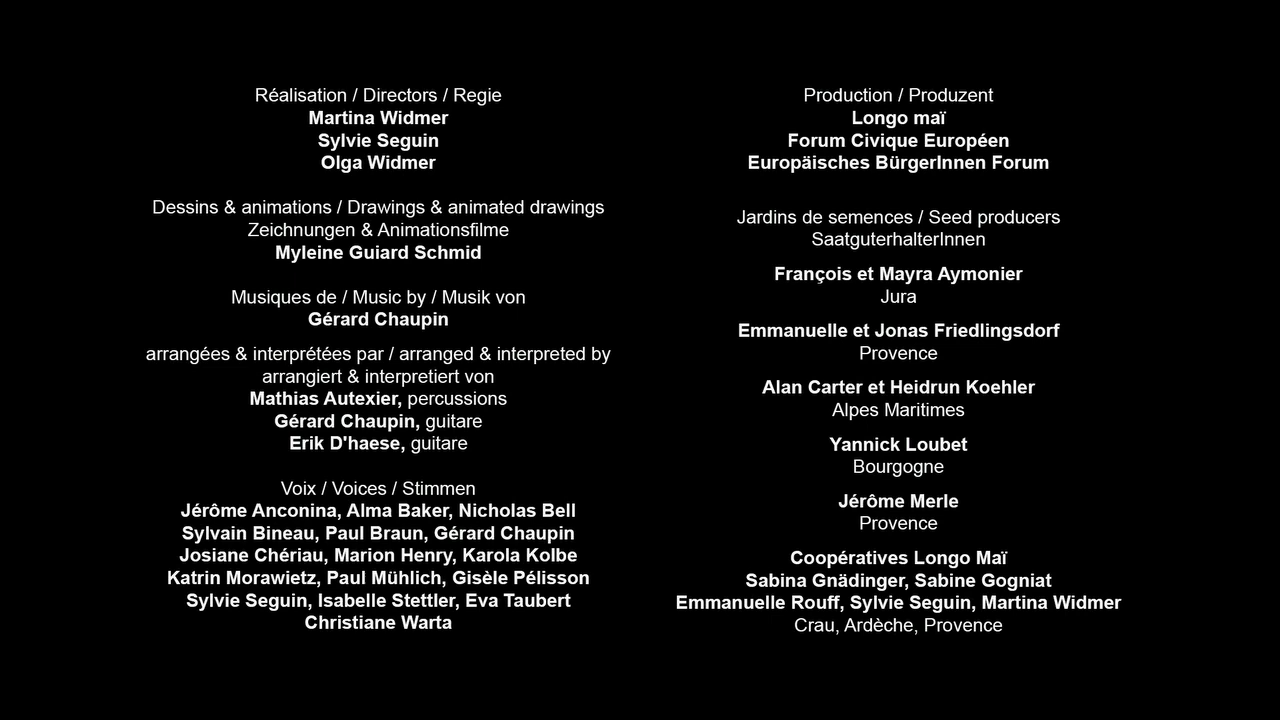 Réalisation / Directors / Regie
Martina Widmer
Sylvie Seguin
Olga Widmer
Dessins & animations / Drawings & animated drawings
Zeichnungen & Animationsfilme
Myleine Guiard Schmid
Musiques de / Music by / Musik von
Gérard Chaupin
arrangées & interprétées par / arranged & interpreted by
arrangiert & interpretiert von
Mathias Autexier, percussions
Gérard Chaupin, guitare
Erik D'haese, guitare
Voix / Voices / Stimmen
Jérôme Anconina, Alma Baker, Nicholas Bell
Sylvain Bineau, Paul Braun, Gérard Chaupin
Josiane Chériau, Marion Henry, Karola Kolbe
Katrin Morawietz, Paul Mühlich, Gisèle Pélisson
Sylvie Seguin, Isabelle Stettler, Eva Taubert
Christiane Warta
Production / Produzent
Longo maï
Forum Civique Européen
Europäisches BürgerInnen Forum
Jardins de semences / Seed producers
SaatguterhalterInnen
François et Mayra Aymonier
Jura
Emmanuelle et Jonas Friedlingsdorf
Provence
Alan Carter et Heidrun Koehler
Alpes Maritimes
Yannick Loubet
Bourgogne
Jérôme Merle
Provence
Coopératives Longo Maï
Sabina Gnädinger, Sabine Gogniat
Emmanuelle Rouff, Sylvie Seguin, Martina Widmer
Crau, Ardèche, Provence